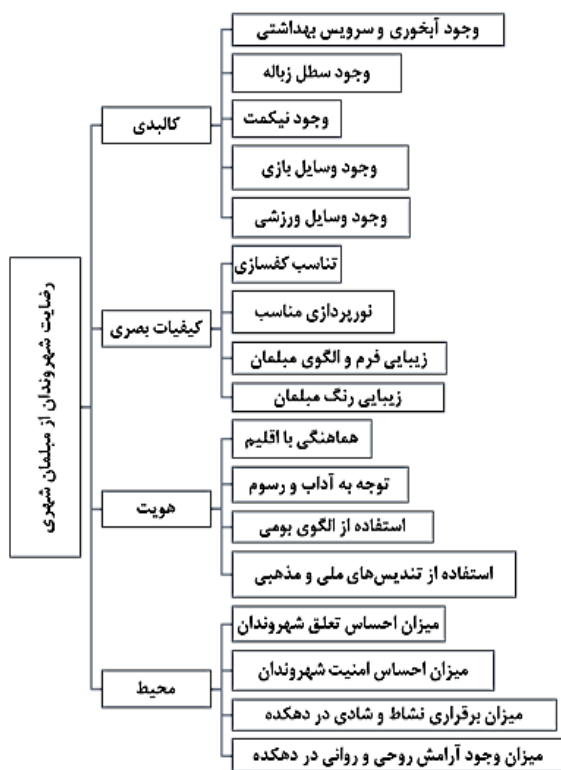 رضایت شهروندان از مبلمان شهری
کالبدی
وجود آبخوری و سرویس بهداشتی
وجود سطل زباله
وجود نیکمت
وجود وسایل بازی
وجود وسایل ورزشی
کیفیات بصری
تناسب کفسازی
نورپردازی مناسب
زیبایی فرم و الگوی مبلمان
زیبایی رنگ مبلمان
هویت
هماهنگی با اقلیم
توجه به آداب و رسوم
استفاده از الگوی بومی
استفاده از تندیس‌های ملی و مذهبی
محیط
میزان احساس تعلق شهروندان
میزان احساس امنیت شهروندان
میزان برقراری نشاط و شادی در دهکده
میزان وجود آرامش روحی و روانی در دهکده